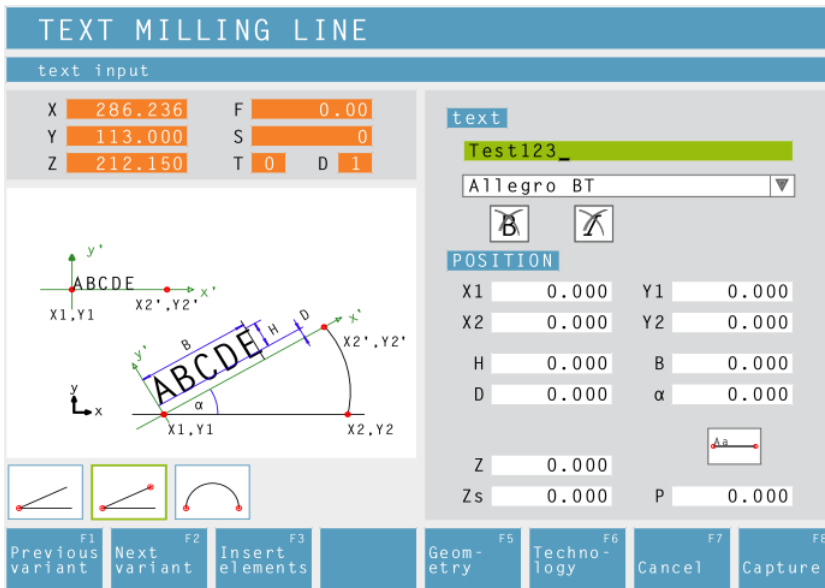 TEXT MILLING LINE
text input
X 286.236 F 0.00
Y 113.000 S 0
Z 212.150 T 0 D 1
text
Test123_
Allegro BT
B I
POSITION
X1 0.000 Y1 0.000
X2 0.000 Y2 0.000
H 0.000 B 0.000
D 0.000 α 0.000
Aa
Z 0.000
Zs 0.000 P 0.000
y'
ABCDE
x'
X1,Y1
X2',Y2'
y'
B
ABCDE
H
D
x'
X2',Y2'
α
X1,Y1
X2,Y2
y
x
F1
Previous
variant
F2
Next
variant
F3
Insert
elements
F5
Geom-
etry
F6
Techno-
logy
F7
Cancel
F8
Capture